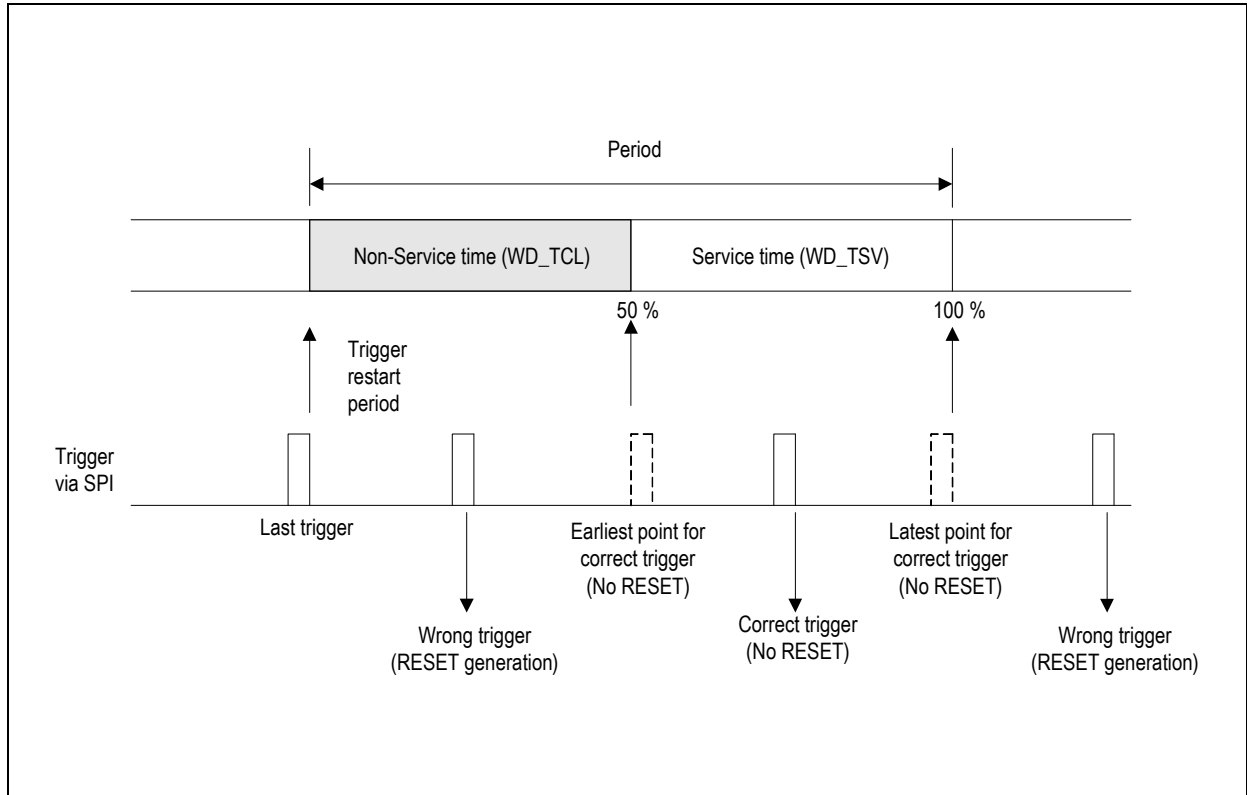 Period
Non-Service time (WD_TCL)
Service time (WD_TSV)
50 %
100 %
Trigger
restart
period
Trigger
via SPI
Last trigger
Earliest point for
correct trigger
(No RESET)
Latest point for
correct trigger
(No RESET)
Wrong trigger
(RESET generation)
Correct trigger
(No RESET)
Wrong trigger
(RESET generation)